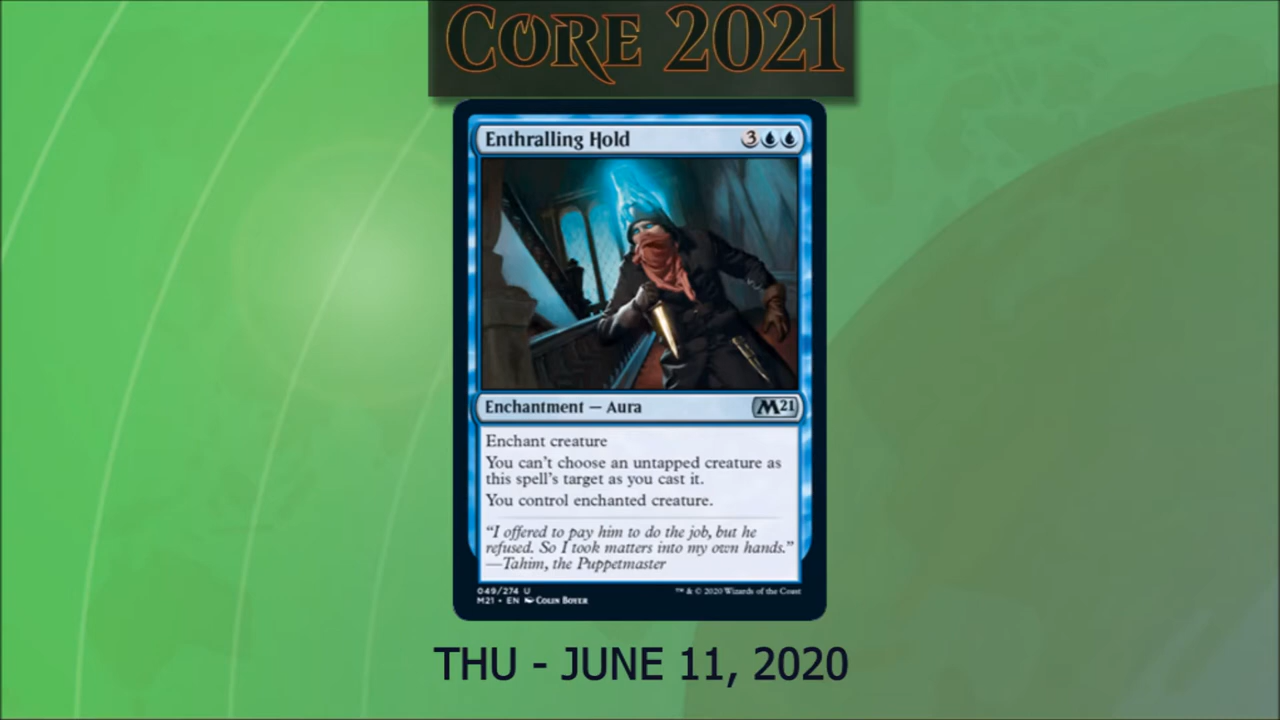 CORE 2021
Enthralling Hold
3
Enchantment — Aura
M21
Enchant creature
You can't choose an untapped creature as
this spell's target as you cast it.
You control enchanted creature.
"I offered to pay him to do the job, but he
refused. So I took matters into my own hands."
—Tahim, the Puppetmaster
049/274 U
M21 • EN Colin Boyer
™ & © 2020 Wizards of the Coast
THU - JUNE 11, 2020